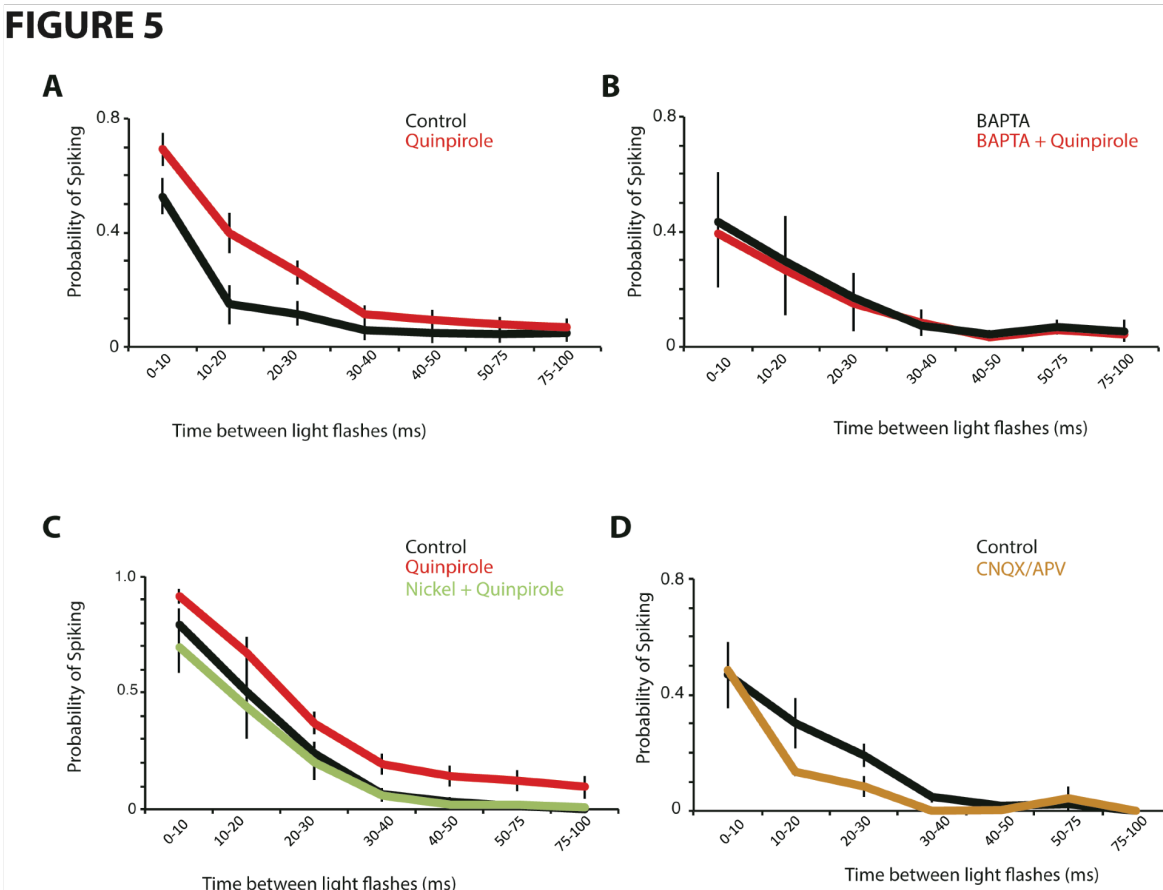 FIGURE 5
A
Control
Quinpirole
0.8
0.4
0
Probability of Spiking
0-10
10-20
20-30
30-40
40-50
50-75
75-100
Time between light flashes (ms)
B
BAPTA
BAPTA + Quinpirole
0.8
0.4
0
Probability of Spiking
0-10
10-20
20-30
30-40
40-50
50-75
75-100
Time between light flashes (ms)
C
Control
Quinpirole
Nickel + Quinpirole
1.0
0.5
0
Probability of Spiking
0-10
10-20
20-30
30-40
40-50
50-75
75-100
Time between light flashes (ms)
D
Control
CNQX/APV
0.8
0.4
0
Probability of Spiking
0-10
10-20
20-30
30-40
40-50
50-75
75-100
Time between light flashes (ms)